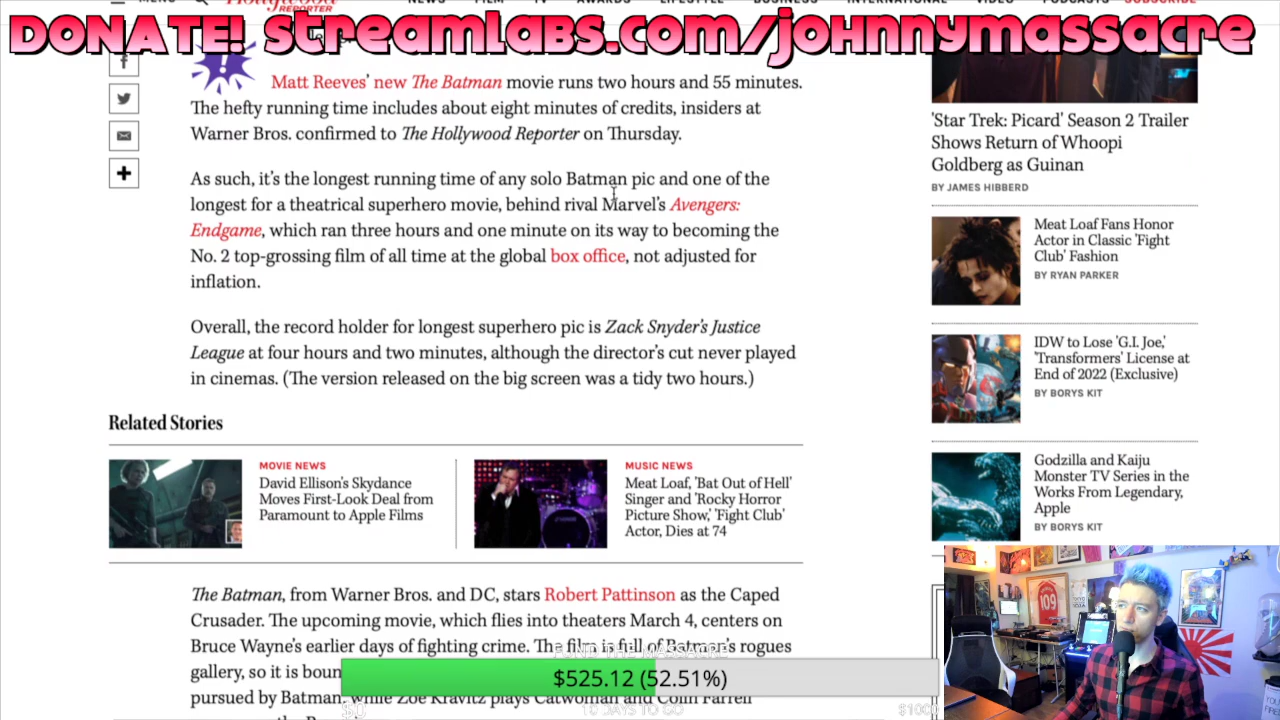 MENU
Hollywood
REPORTER
NEWS FILM TV AWARDS LIFESTYLE BUSINESS INTERNATIONAL VIDEO PODCASTS SUBSCRIBE
DONATE! streamlabs.com/johnnymassacre
Matt Reeves' new The Batman movie runs two hours and 55 minutes.
The hefty running time includes about eight minutes of credits, insiders at
Warner Bros. confirmed to The Hollywood Reporter on Thursday.
As such, it's the longest running time of any solo Batman pic and one of the
longest for a theatrical superhero movie, behind rival Marvel's Avengers:
Endgame, which ran three hours and one minute on its way to becoming the
No. 2 top-grossing film of all time at the global box office, not adjusted for
inflation.
Overall, the record holder for longest superhero pic is Zack Snyder's Justice
League at four hours and two minutes, although the director's cut never played
in cinemas. (The version released on the big screen was a tidy two hours.)
Related Stories
MOVIE NEWS
David Ellison's Skydance
Moves First-Look Deal from
Paramount to Apple Films
MUSIC NEWS
Meat Loaf, 'Bat Out of Hell'
Singer and 'Rocky Horror
Picture Show,' 'Fight Club'
Actor, Dies at 74
The Batman, from Warner Bros. and DC, stars Robert Pattinson as the Caped
Crusader. The upcoming movie, which flies into theaters March 4, centers on
Bruce Wayne's earlier days of fighting crime. The film is full of Batman's rogues
gallery, so it is boun
pursued by Batman, while Zoë Kravitz plays Catwoman and Colin Farrell
'Star Trek: Picard' Season 2 Trailer
Shows Return of Whoopi
Goldberg as Guinan
BY JAMES HIBBERD
Meat Loaf Fans Honor
Actor in Classic 'Fight
Club' Fashion
BY RYAN PARKER
IDW to Lose 'G.I. Joe,'
'Transformers' License at
End of 2022 (Exclusive)
BY BORYS KIT
Godzilla and Kaiju
Monster TV Series in the
Works From Legendary,
Apple
BY BORYS KIT
FUND THE MASSACRE
$525.12 (52.51%)
$0
10 DAYS TO GO
$1000
109